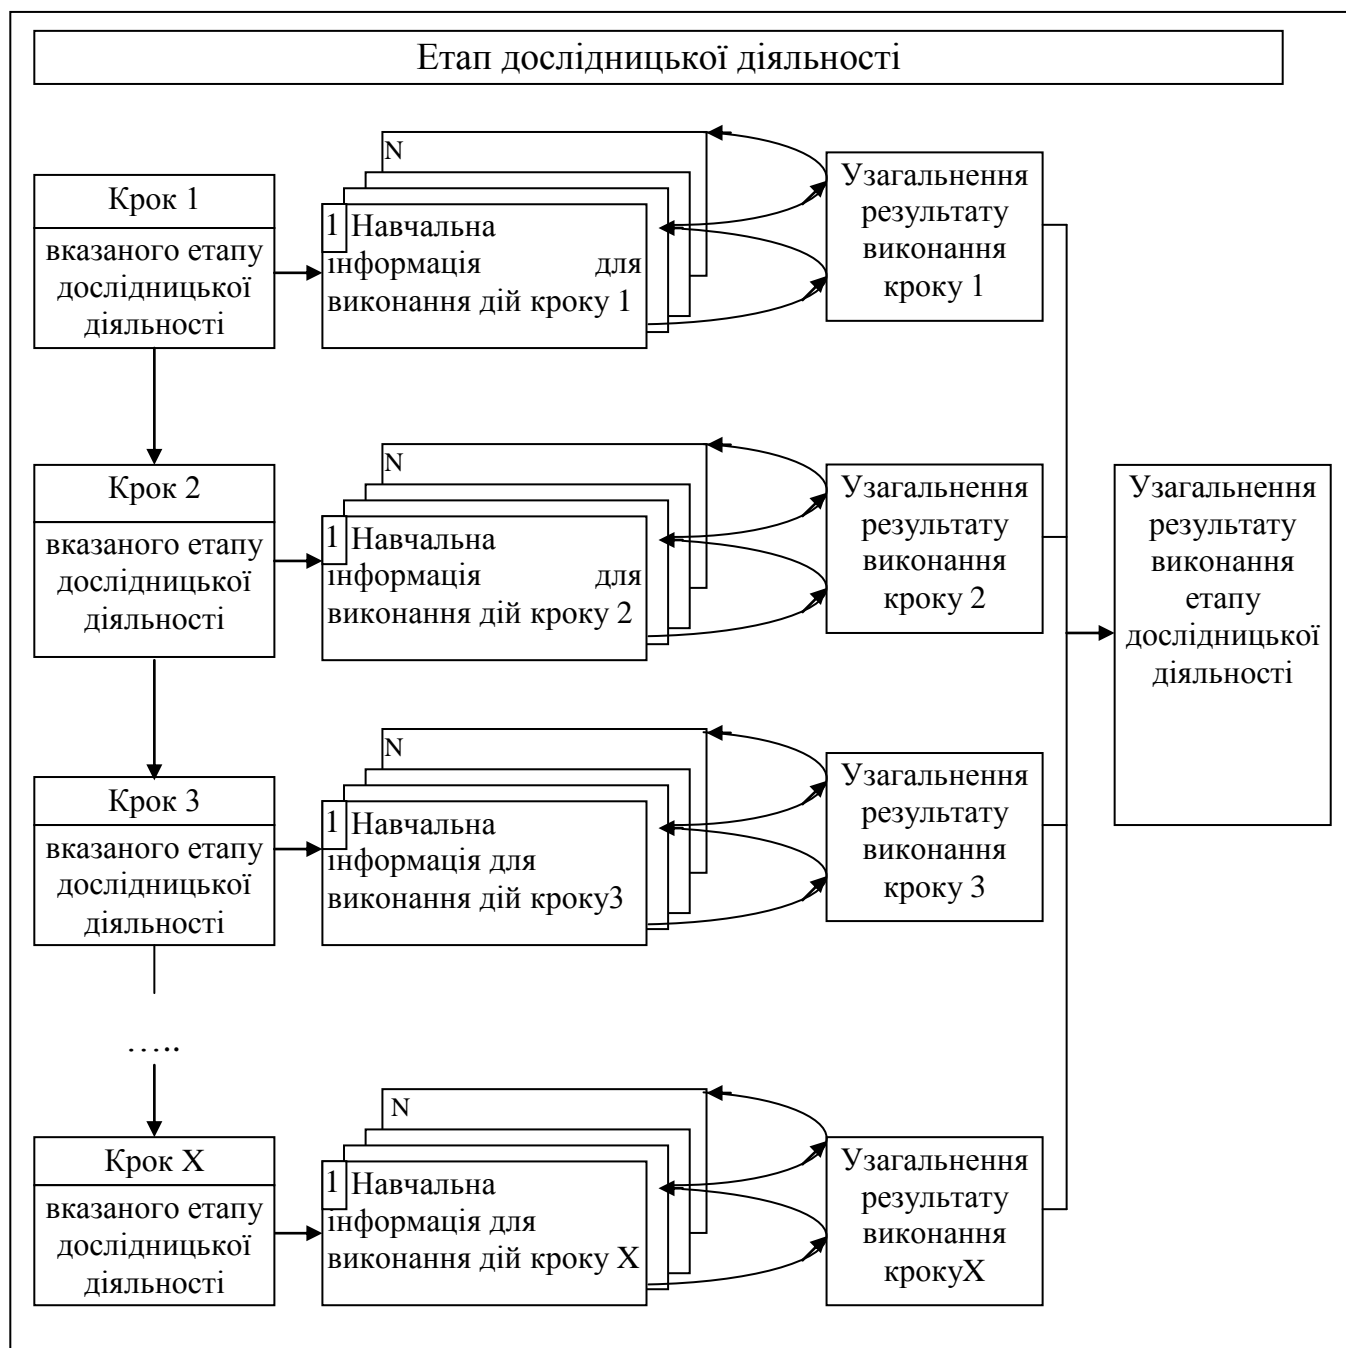 Етап дослідницької діяльності
Крок 1
вказаного етапу
дослідницької
діяльності
N
1 Навчальна
інформація для
виконання дій кроку 1
Узагальнення
результату
виконання
кроку 1
Крок 2
вказаного етапу
дослідницької
діяльності
N
1 Навчальна
інформація для
виконання дій кроку 2
Узагальнення
результату
виконання
кроку 2
Узагальнення
результату
виконання
етапу
дослідницької
діяльності
Крок 3
вказаного етапу
дослідницької
діяльності
N
1 Навчальна
інформація для
виконання дій кроку3
Узагальнення
результату
виконання
кроку 3
…..
Крок X
вказаного етапу
дослідницької
діяльності
N
1 Навчальна
інформація для
виконання дій кроку X
Узагальнення
результату
виконання
крокуX